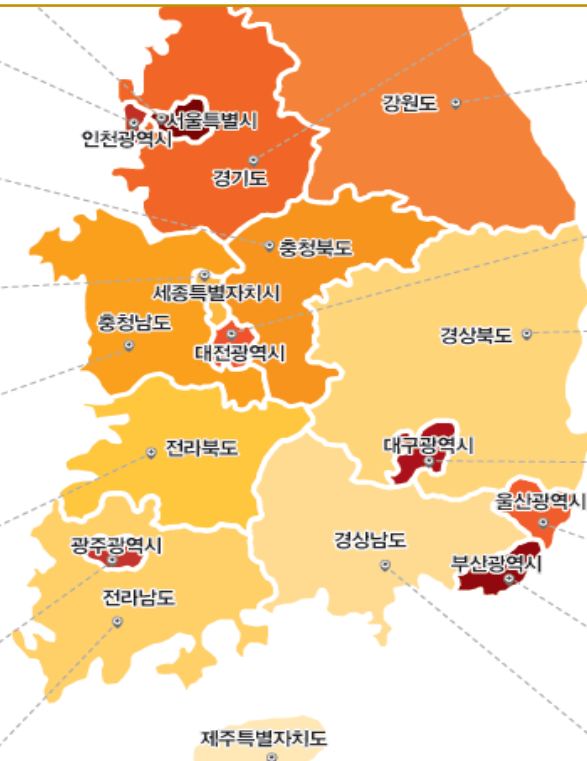 강원도
서울특별시
인천광역시
경기도
충청북도
세종특별자치시
충청남도
경상북도
대전광역시
전라북도
대구광역시
울산광역시
경상남도
광주광역시
부산광역시
전라남도
제주특별자치도